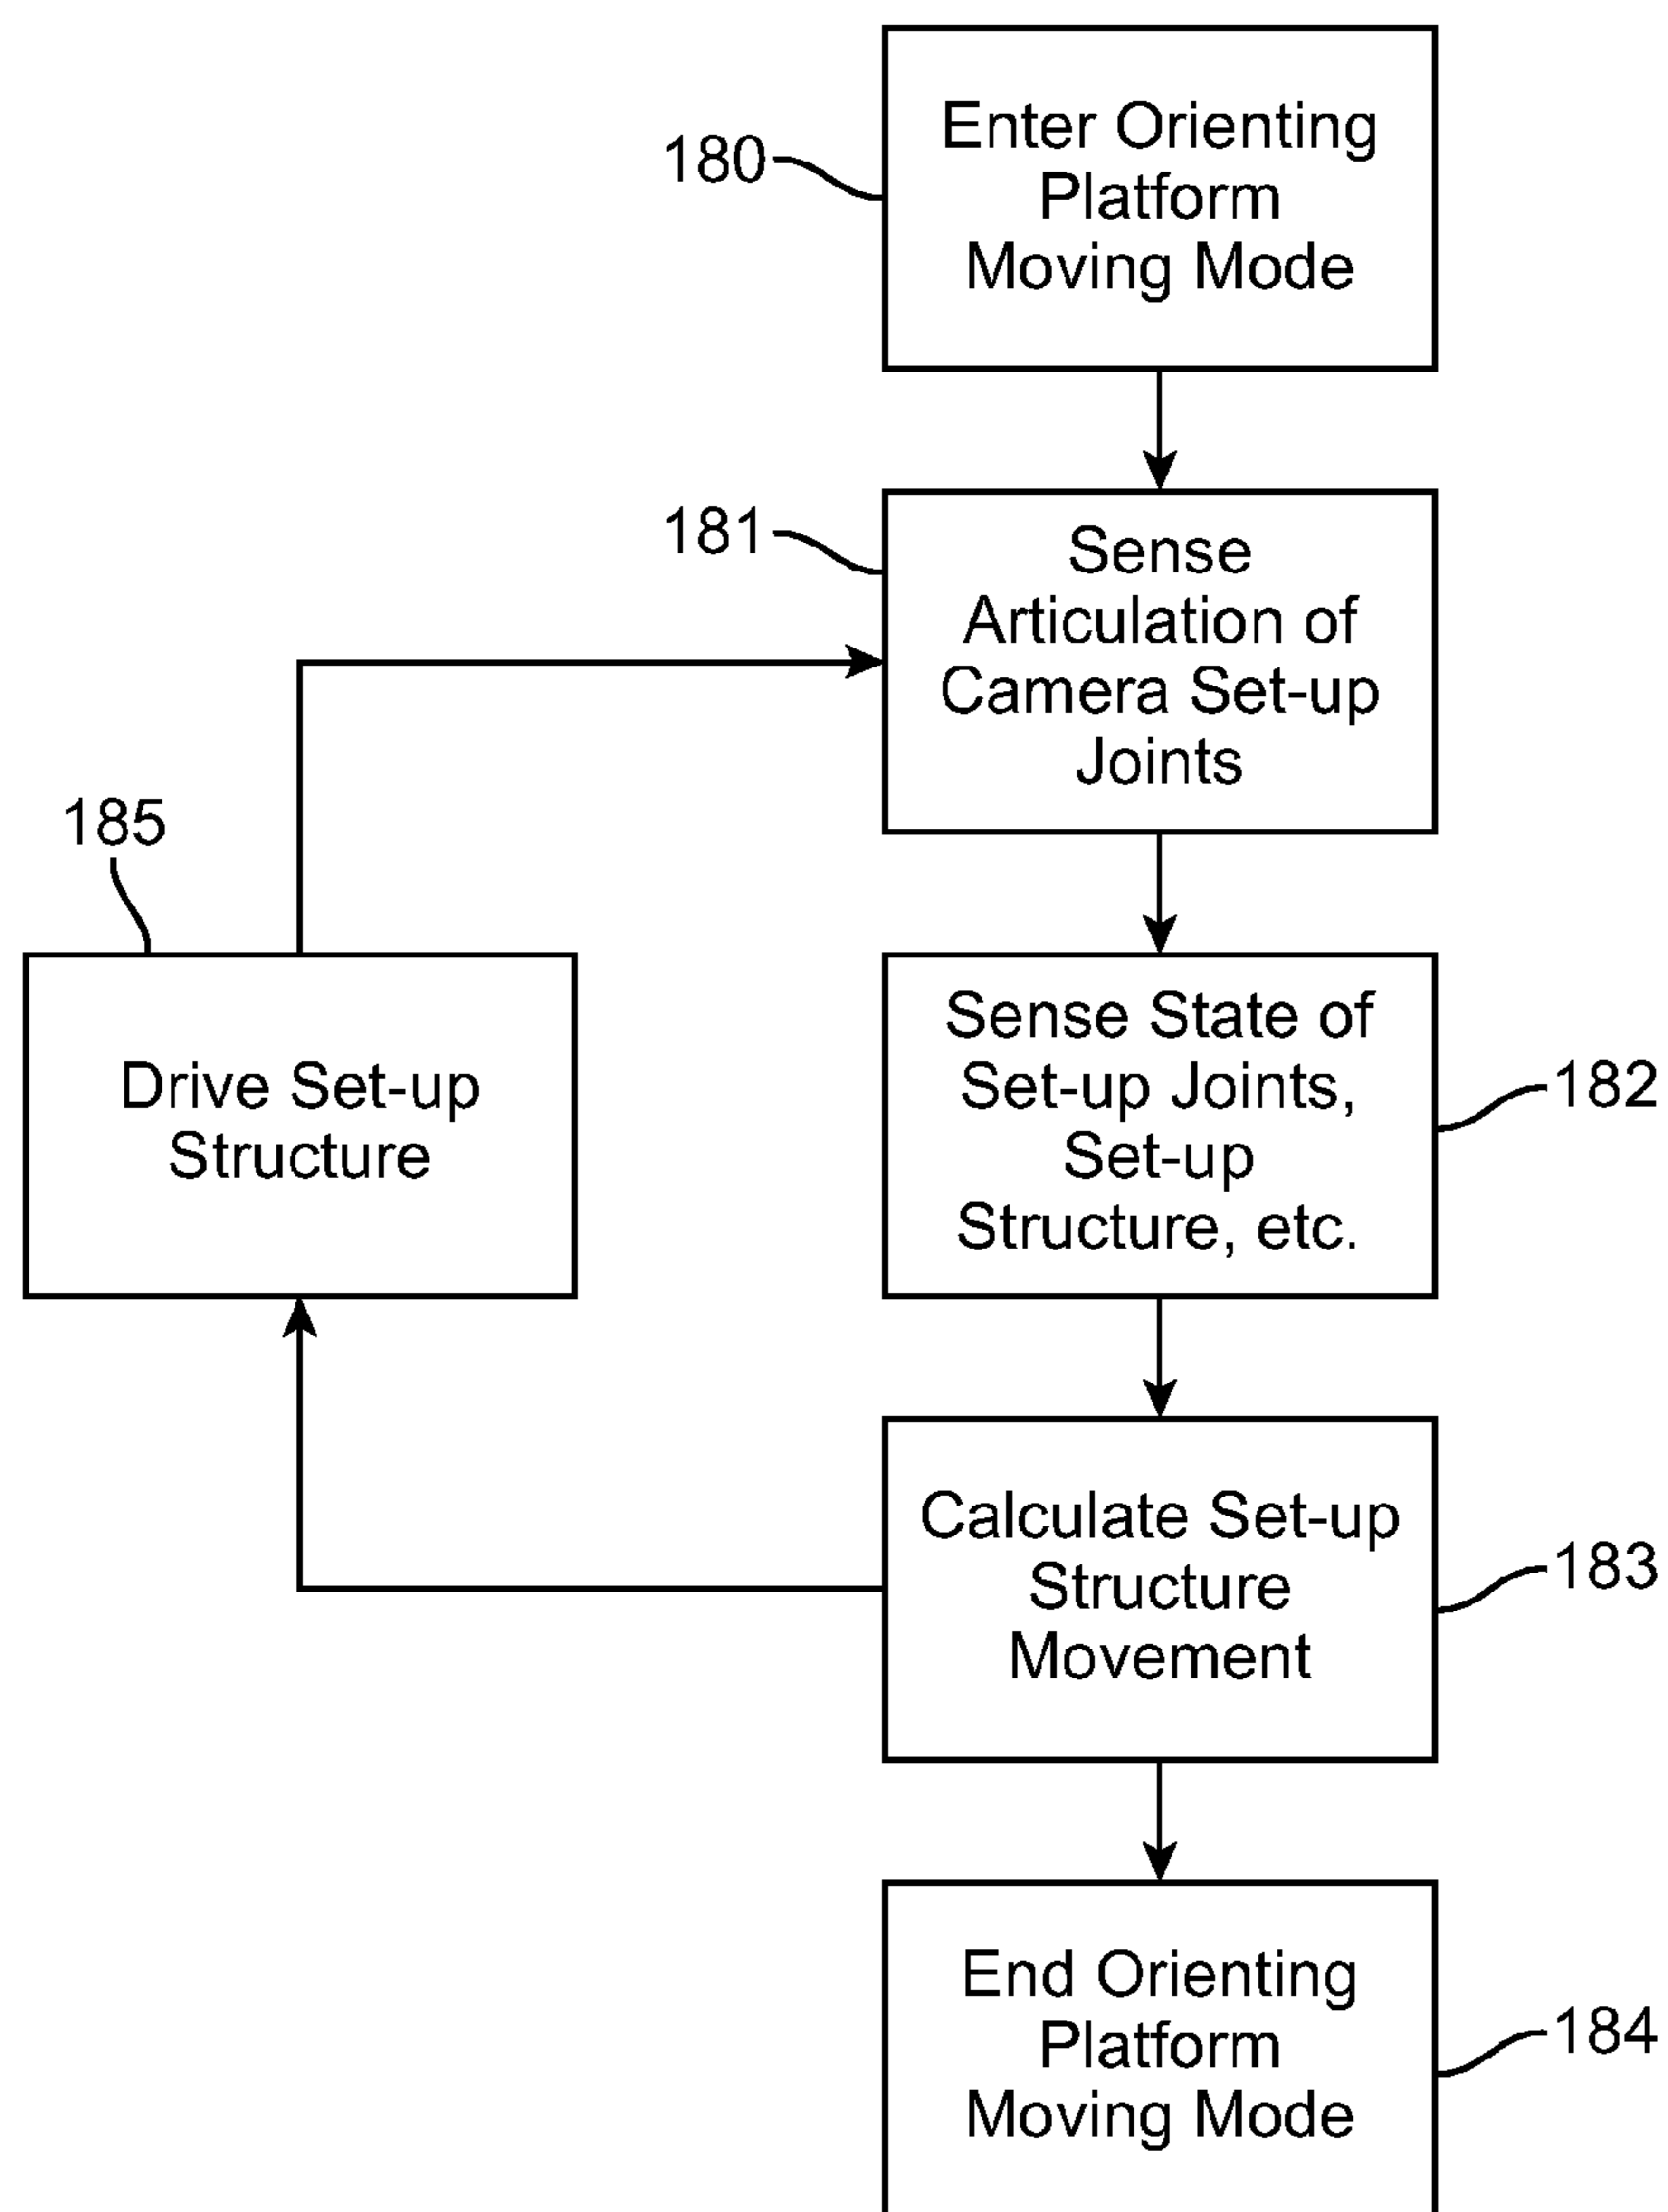 180
Enter Orienting
Platform
Moving Mode
181
Sense
Articulation of
Camera Set-up
Joints
185
Drive Set-up
Structure
Sense State of
Set-up Joints,
Set-up
Structure, etc.
182
Calculate Set-up
Structure
Movement
183
End Orienting
Platform
Moving Mode
184